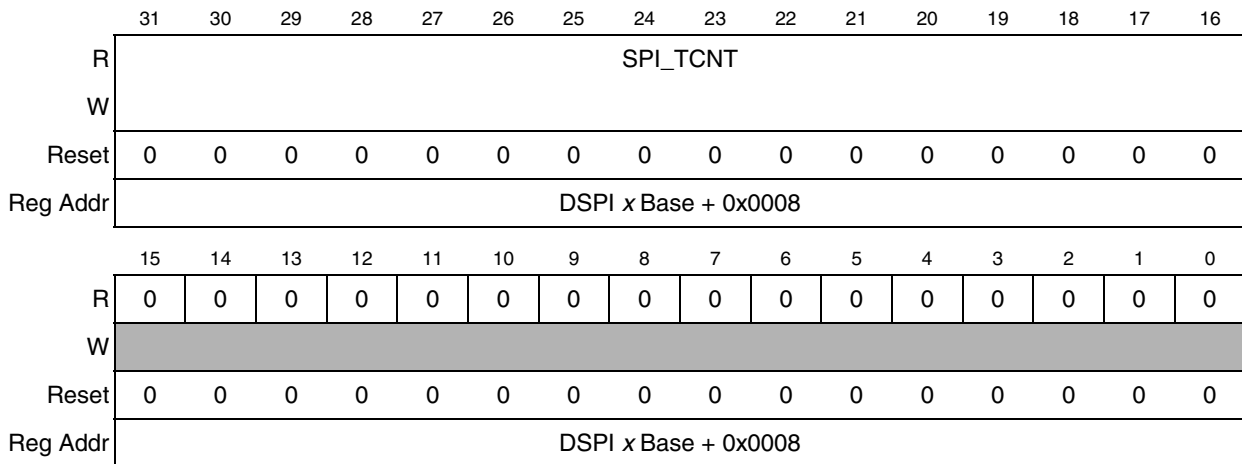 31 30 29 28 27 26 25 24 23 22 21 20 19 18 17 16
R SPI_TCNT
W
Reset 0 0 0 0 0 0 0 0 0 0 0 0 0 0 0 0
Reg Addr DSPI x Base + 0x0008
15 14 13 12 11 10 9 8 7 6 5 4 3 2 1 0
R 0 0 0 0 0 0 0 0 0 0 0 0 0 0 0 0
W
Reset 0 0 0 0 0 0 0 0 0 0 0 0 0 0 0 0
Reg Addr DSPI x Base + 0x0008